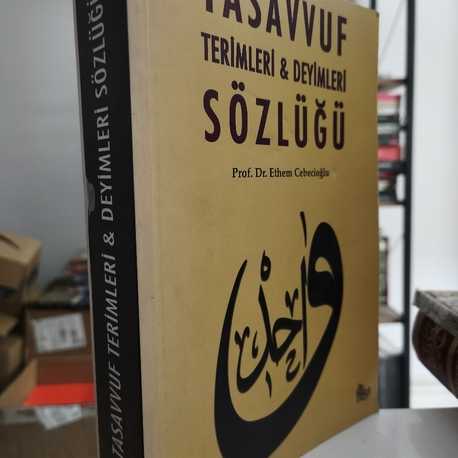 TASAVVUF
TERİMLERİ & DEYİMLERİ
SÖZLÜĞÜ
Prof. Dr. Ethem Cebecioğlu
واحد
TASAVVUF TERİMLERİ & DEYİMLERİ SÖZLÜĞÜ